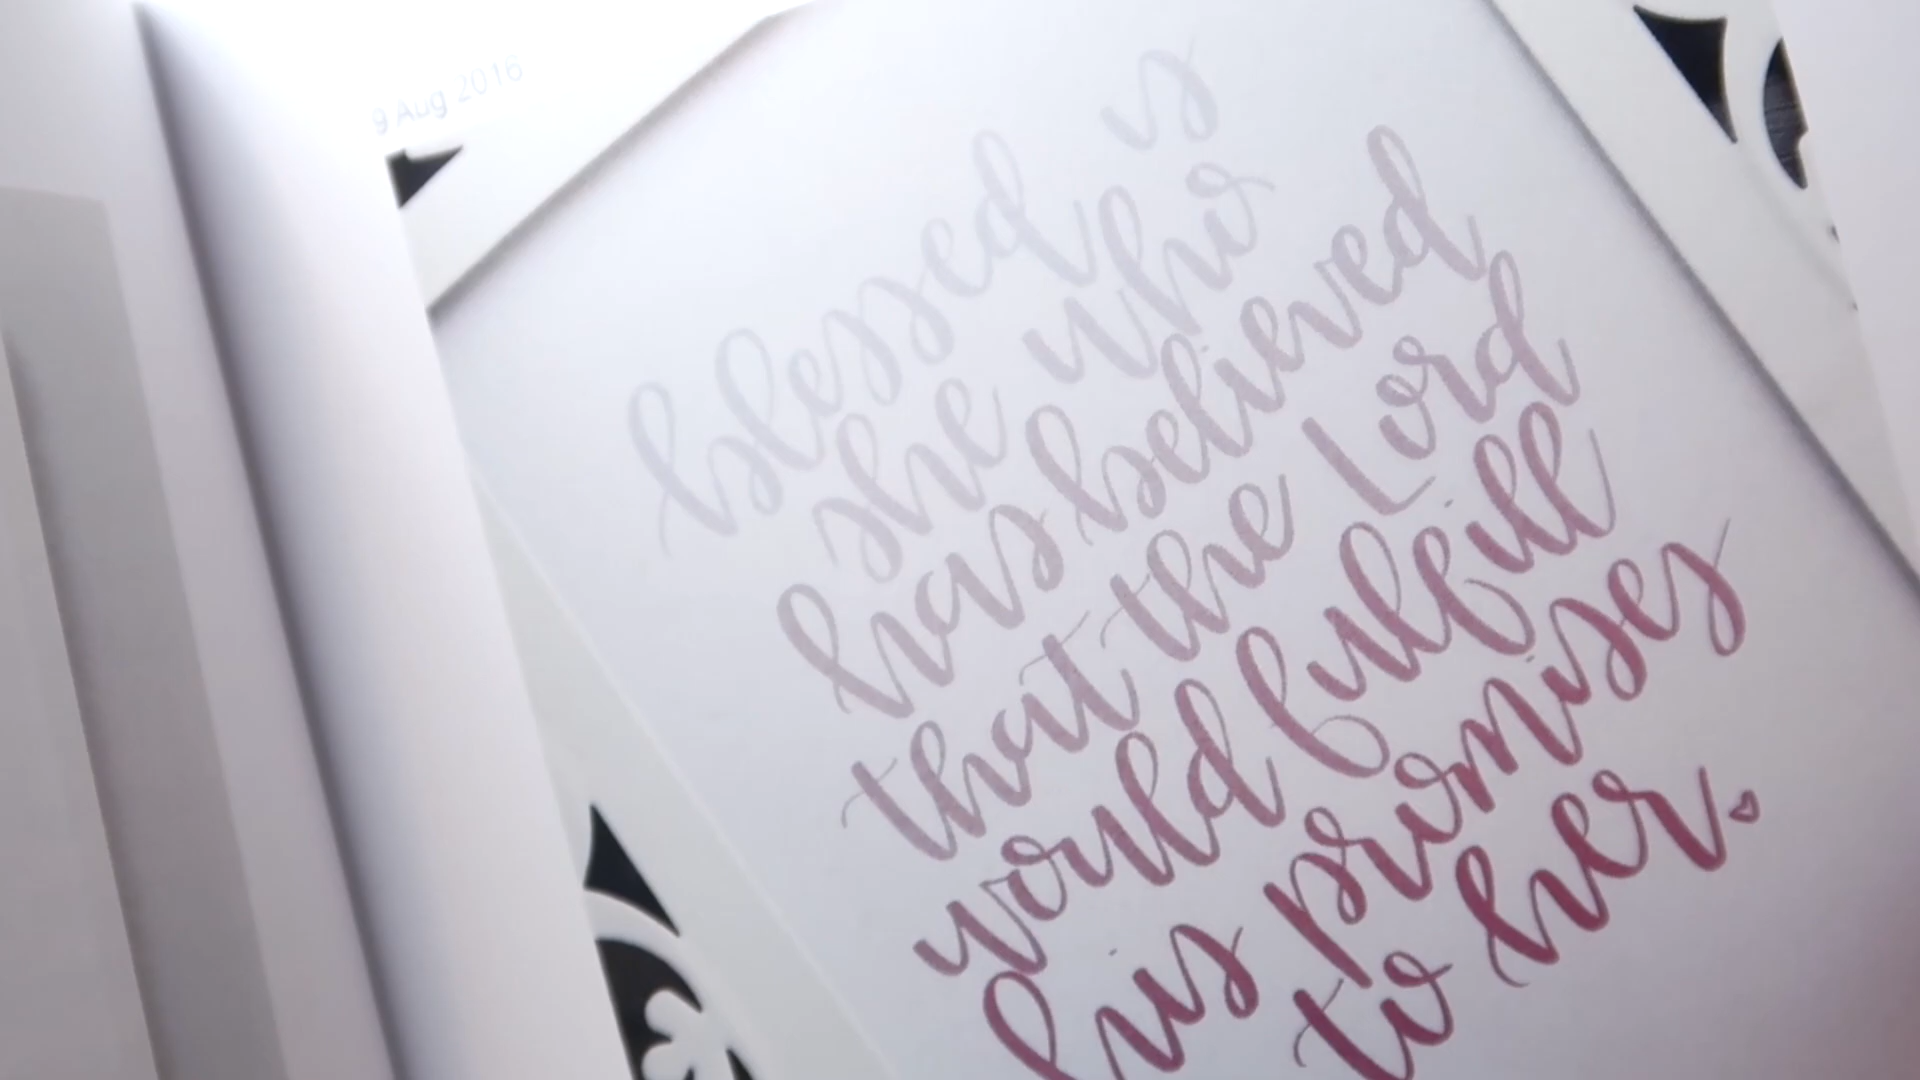 9 Aug 2016
blessed is
she who
has believed
that the Lord
would fulfill
his promises
to her.